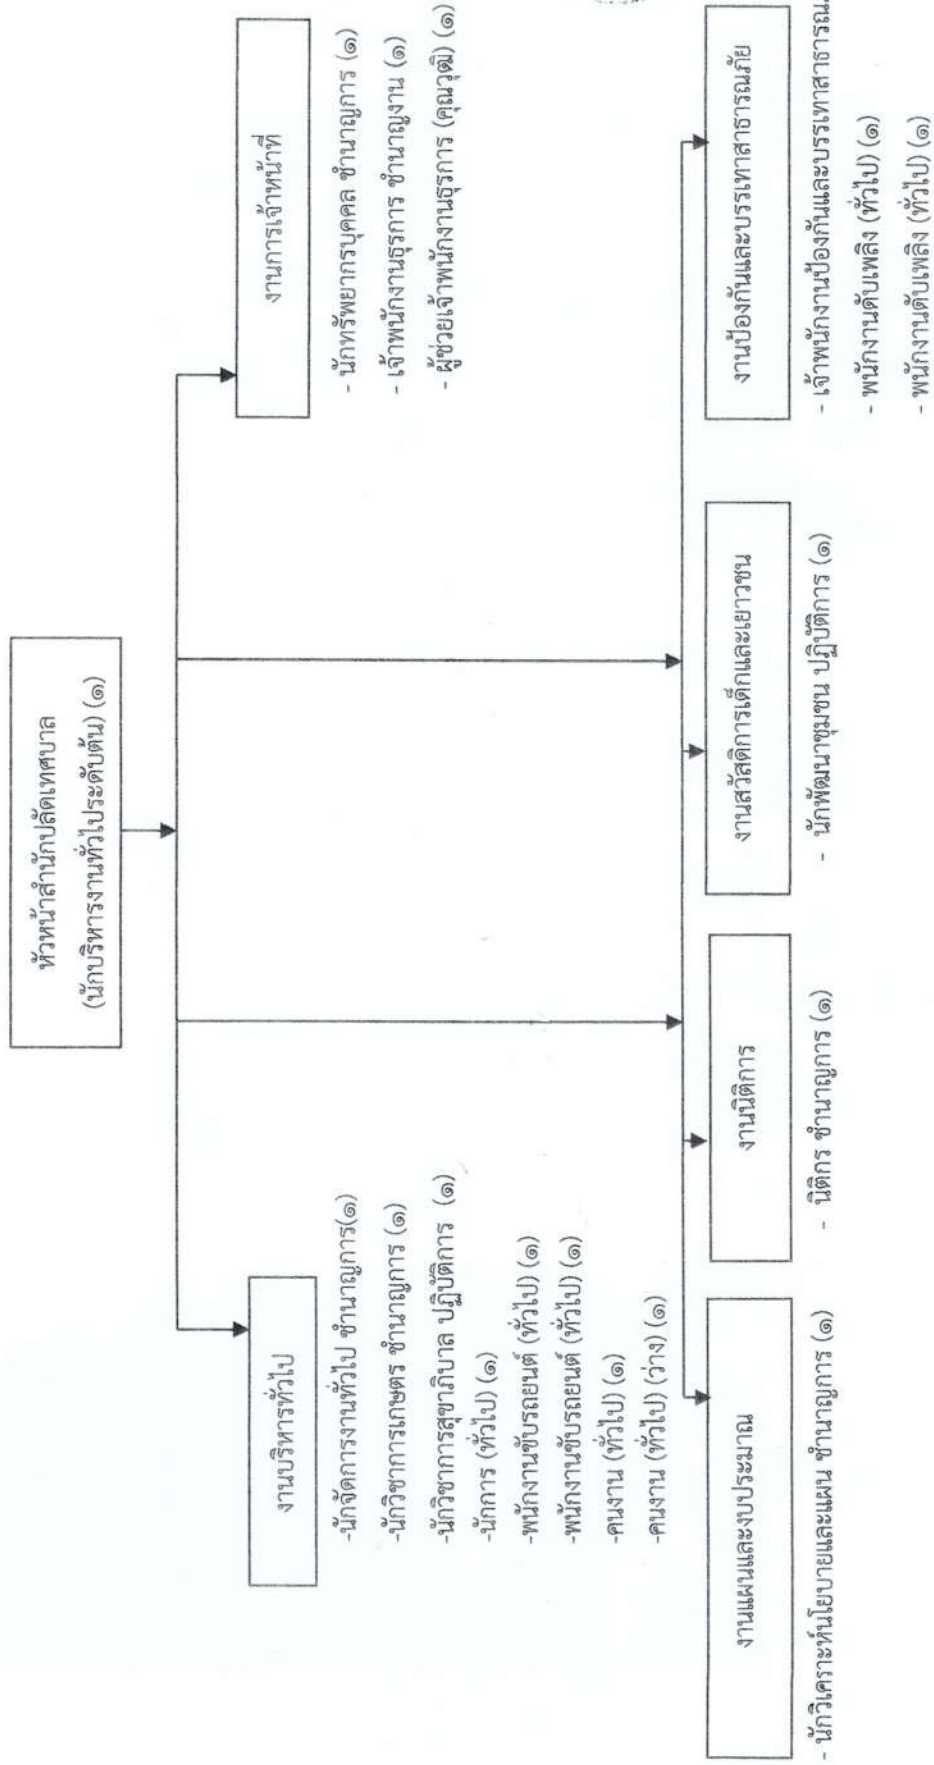 หัวหน้าสำนักปลัดเทศบาล
(นักบริหารงานทั่วไประดับต้น) (๑)
งานบริหารทั่วไป
-นักจัดการงานทั่วไป ชำนาญการ(๑)
-นักวิชาการเกษตร ชำนาญการ (๑)
-นักวิชาการสุขาภิบาล ปฏิบัติการ (๑)
-นักการ (ทั่วไป) (๑)
-พนักงานขับรถยนต์ (ทั่วไป) (๑)
-พนักงานขับรถยนต์ (ทั่วไป) (๑)
-คนงาน (ทั่วไป) (๑)
-คนงาน (ทั่วไป) (ว่าง) (๑)
งานการเจ้าหน้าที่
- นักทรัพยากรบุคคล ชำนาญการ (๑)
- เจ้าพนักงานธุรการ ชำนาญงาน (๑)
- ผู้ช่วยเจ้าพนักงานธุรการ (คุณวุฒิ) (๑)
งานแผนและงบประมาณ
- นักวิเคราะห์นโยบายและแผน ชำนาญการ (๑)
งานนิติการ
- นิติกร ชำนาญการ (๑)
งานสวัสดิการเด็กและเยาวชน
- นักพัฒนาชุมชน ปฏิบัติการ (๑)
งานป้องกันและบรรเทาสาธารณภัย
- เจ้าพนักงานป้องกันและบรรเทาสาธารณ
- พนักงานดับเพลิง (ทั่วไป) (๑)
- พนักงานดับเพลิง (ทั่วไป) (๑)